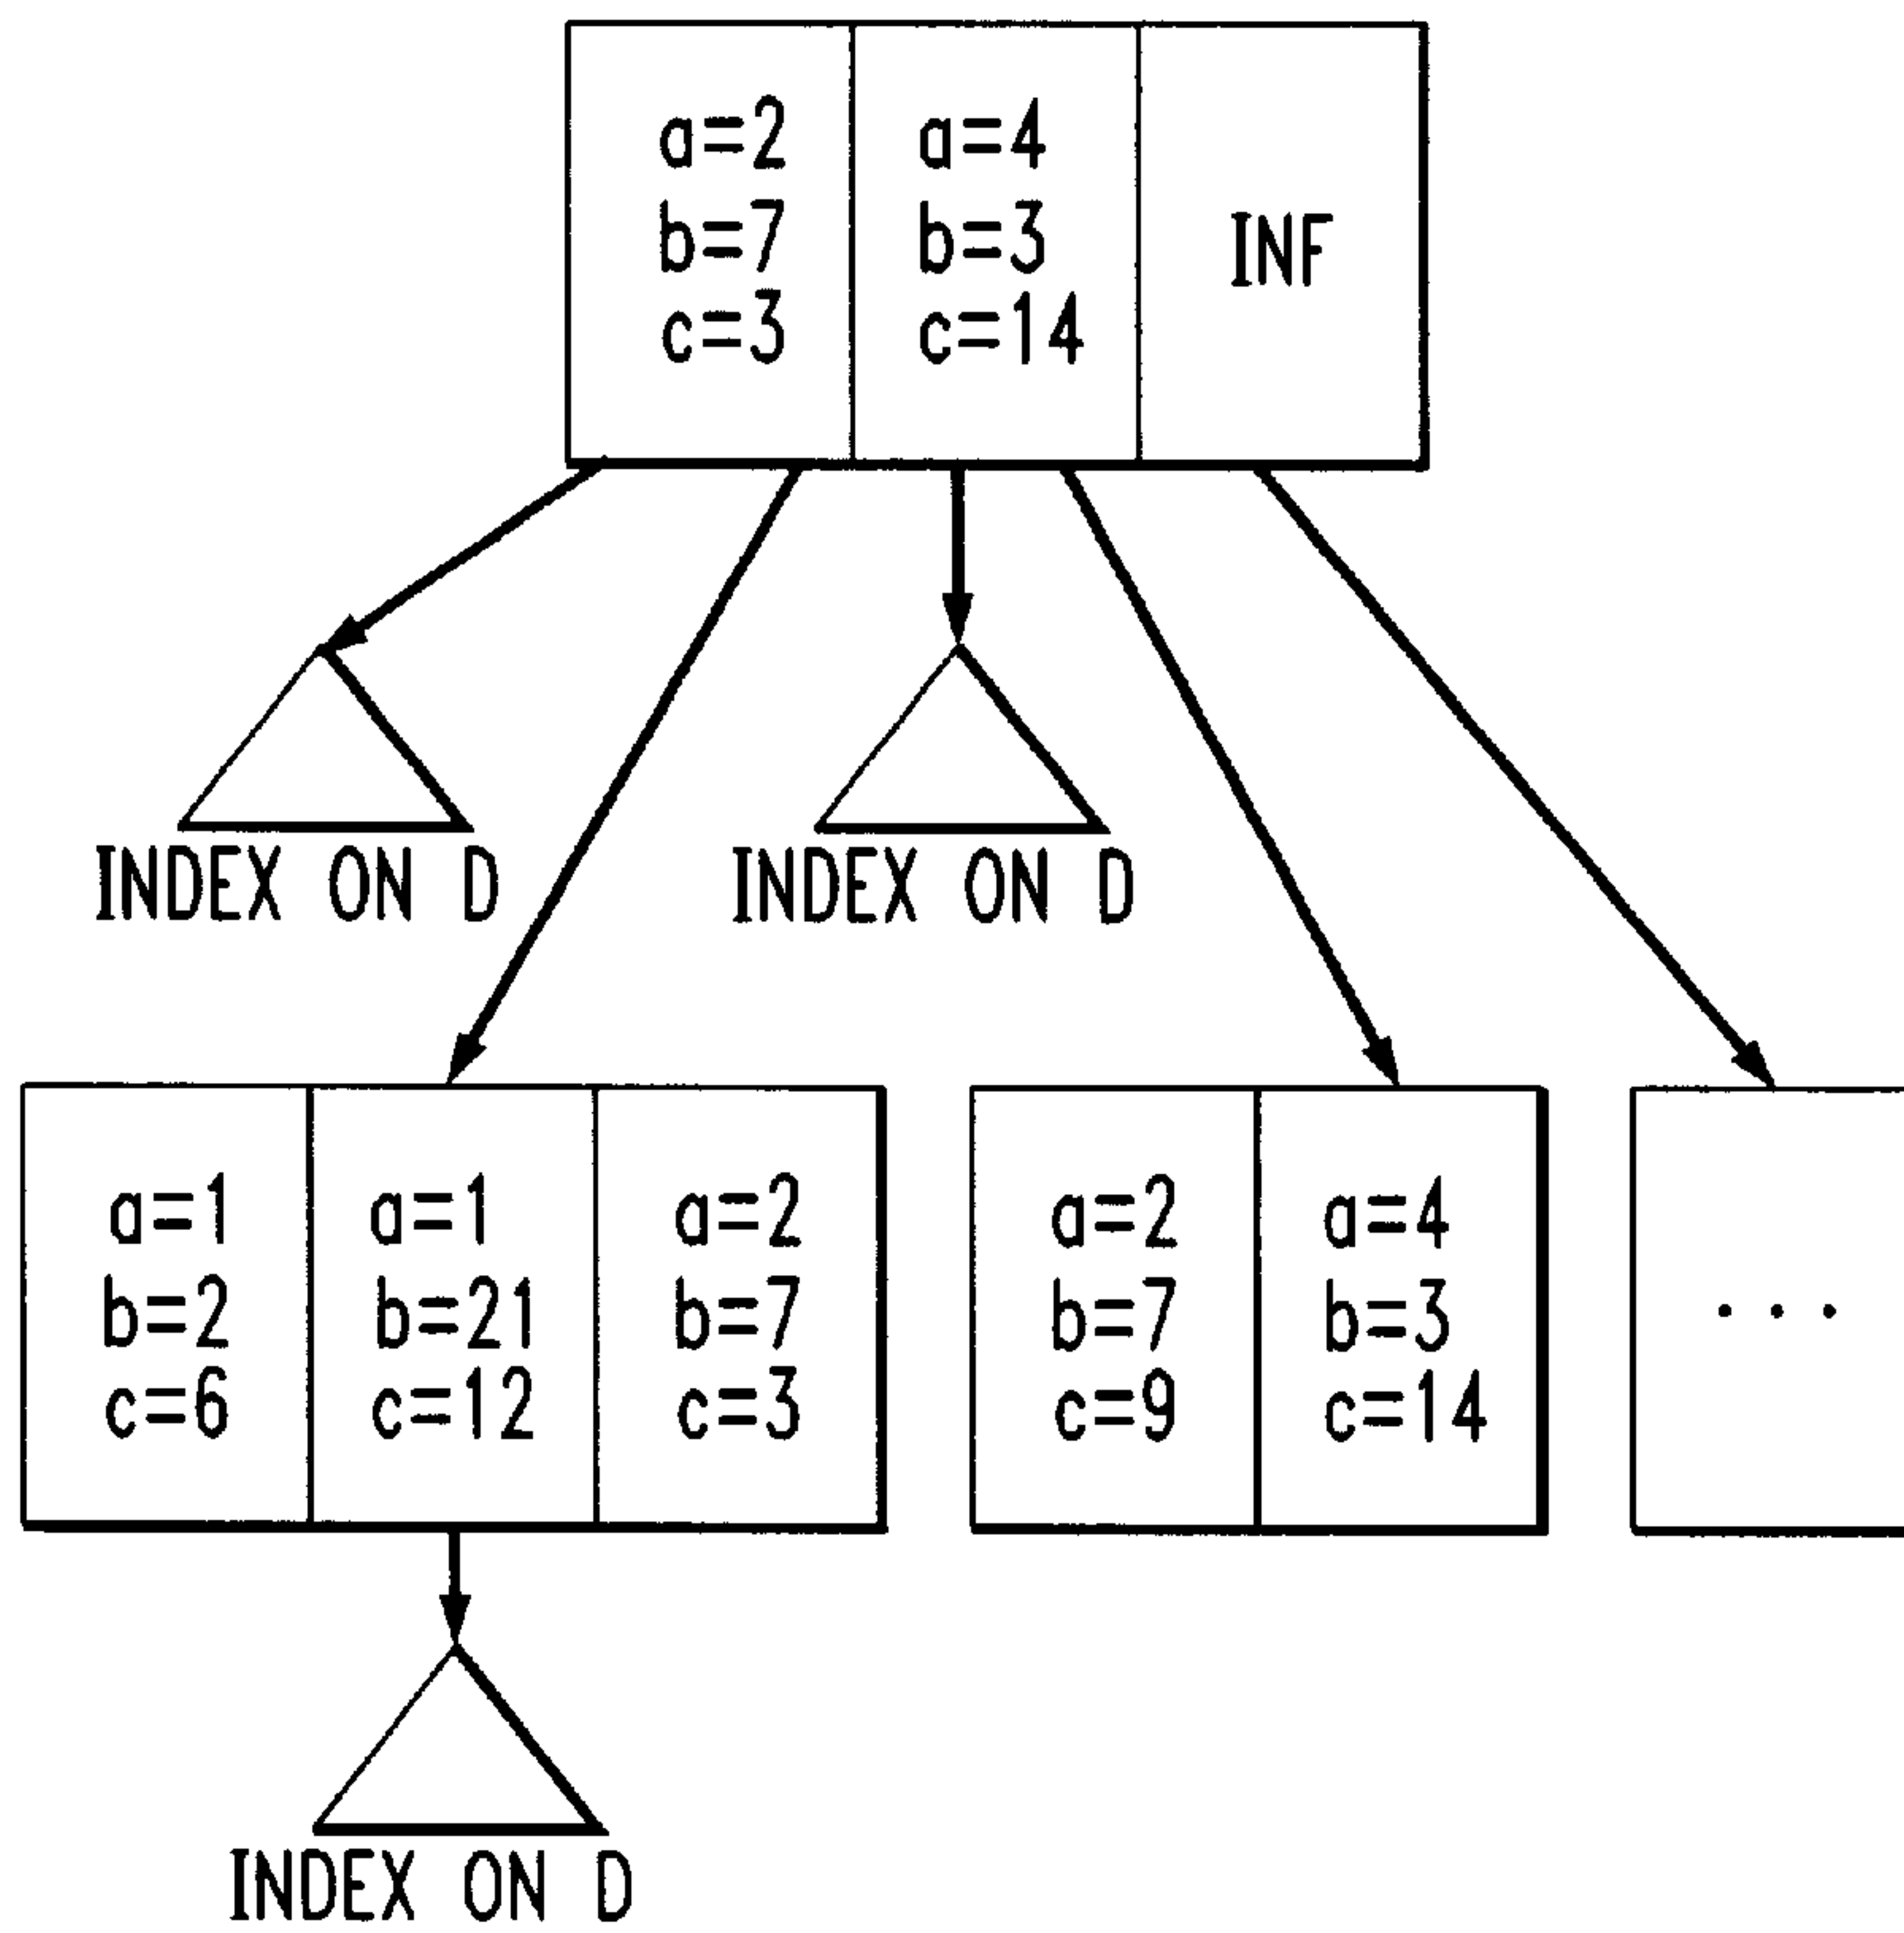 a=2
b=7
c=3
a=4
b=3
c=14
INF
INDEX ON D
INDEX ON D
a=1
b=2
c=6
a=1
b=21
c=12
a=2
b=7
c=3
a=2
b=7
c=9
a=4
b=3
c=14
. . .
INDEX ON D